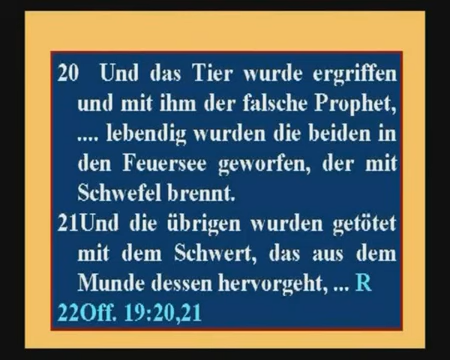 20 Und das Tier wurde ergriffen
und mit ihm der falsche Prophet,
.... lebendig wurden die beiden in
den Feuersee geworfen, der mit
Schwefel brennt.
21Und die übrigen wurden getötet
mit dem Schwert, das aus dem
Munde dessen hervorgeht, ... R
22Off. 19:20,21